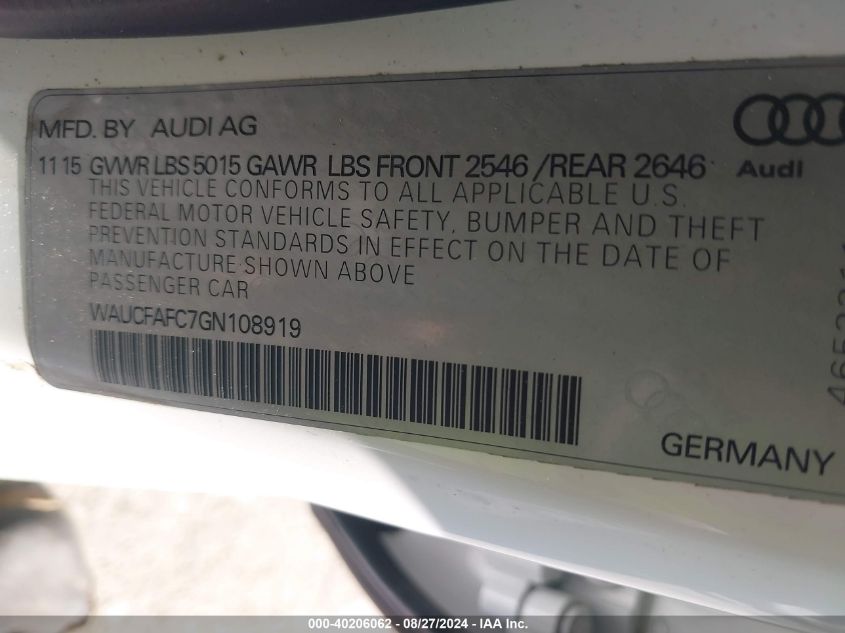 MFD. BY AUDI AG
11 15 GVWR LBS 5015 GAWR LBS FRONT 2546 /REAR 2646
THIS VEHICLE CONFORMS TO ALL APPLICABLE U.S.
FEDERAL MOTOR VEHICLE SAFETY, BUMPER AND THEFT
PREVENTION STANDARDS IN EFFECT ON THE DATE OF
MANUFACTURE SHOWN ABOVE
PASSENGER CAR
WAUCFAFC7GN108919
Audi
GERMANY
000-40206062 - 08/27/2024 - IAA Inc.